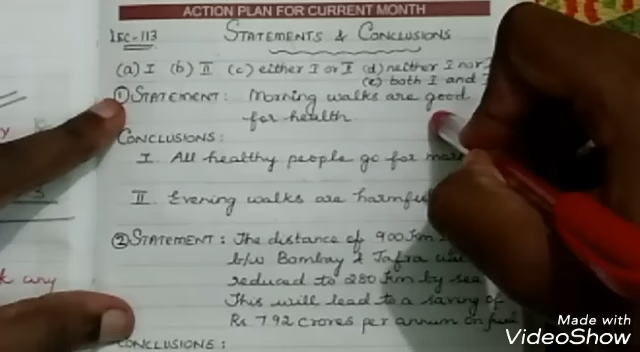 ACTION PLAN FOR CURRENT MONTH
LEC-113
STATEMENTS & CONCLUSIONS
(a) I (b) II (c) either I or II (d) neither I nor
(e) both I and
① STATEMENT: Morning walks are good
for health
CONCLUSIONS:
I. All healthy people go for
II. Evening walks are
② STATEMENT: The distance of 900 Km
b/w Bombay & Jafra
reduced to 280 Km by sea
This will lead to a saving of
Rs. 7.92 crores per annum on fuel
CONCLUSIONS:
any
Made with
VideoShow